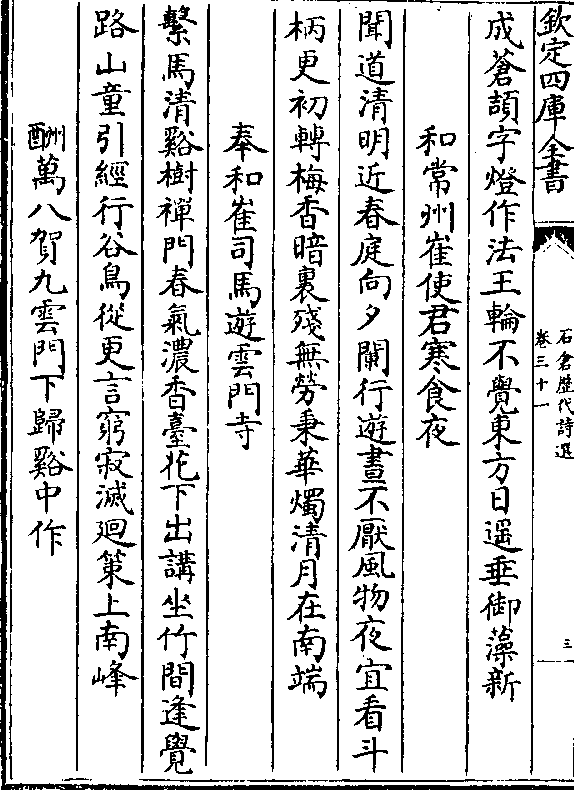 欽定四庫全書
石倉歷代詩選
卷三十一
三
成蒼頡字燈作法王輪不覺東方日遥垂御藻新
和常州崔使君寒食夜
聞道清明近春庭向夕闌行遊晝不厭風物夜宜看斗
柄更初轉梅香暗裏殘無勞秉華燭清月在南端
奉和崔司馬遊雲門寺
繫馬清谿樹禪門春氣濃香臺花下出講坐竹間逢覺
路山童引經行谷鳥從更言窮寂滅廻策上南峰
酬萬八賀九雲門下歸谿中作